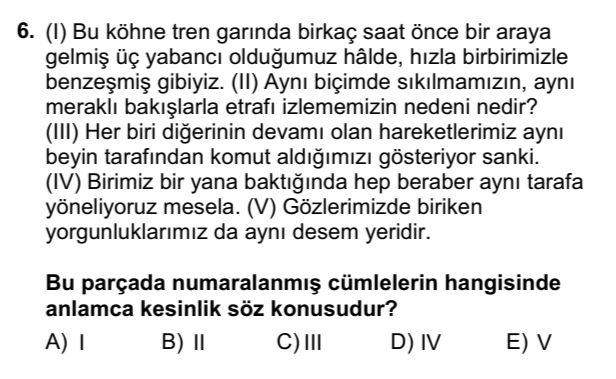 6. (I) Bu köhne tren garında birkaç saat önce bir araya
gelmiş üç yabancı olduğumuz hâlde, hızla birbirimizle
benzeşmiş gibiyiz. (II) Aynı biçimde sıkılmamızın, aynı
meraklı bakışlarla etrafı izlememizin nedeni nedir?
(III) Her biri diğerinin devamı olan hareketlerimiz aynı
beyin tarafından komut aldığımızı gösteriyor sanki.
(IV) Birimiz bir yana baktığında hep beraber aynı tarafa
yöneliyoruz mesela. (V) Gözlerimizde biriken
yorgunluklarımız da aynı desem yeridir.
Bu parçada numaralanmış cümlelerin hangisinde
anlamca kesinlik söz konusudur?
A) I B) II C) III D) IV E) V